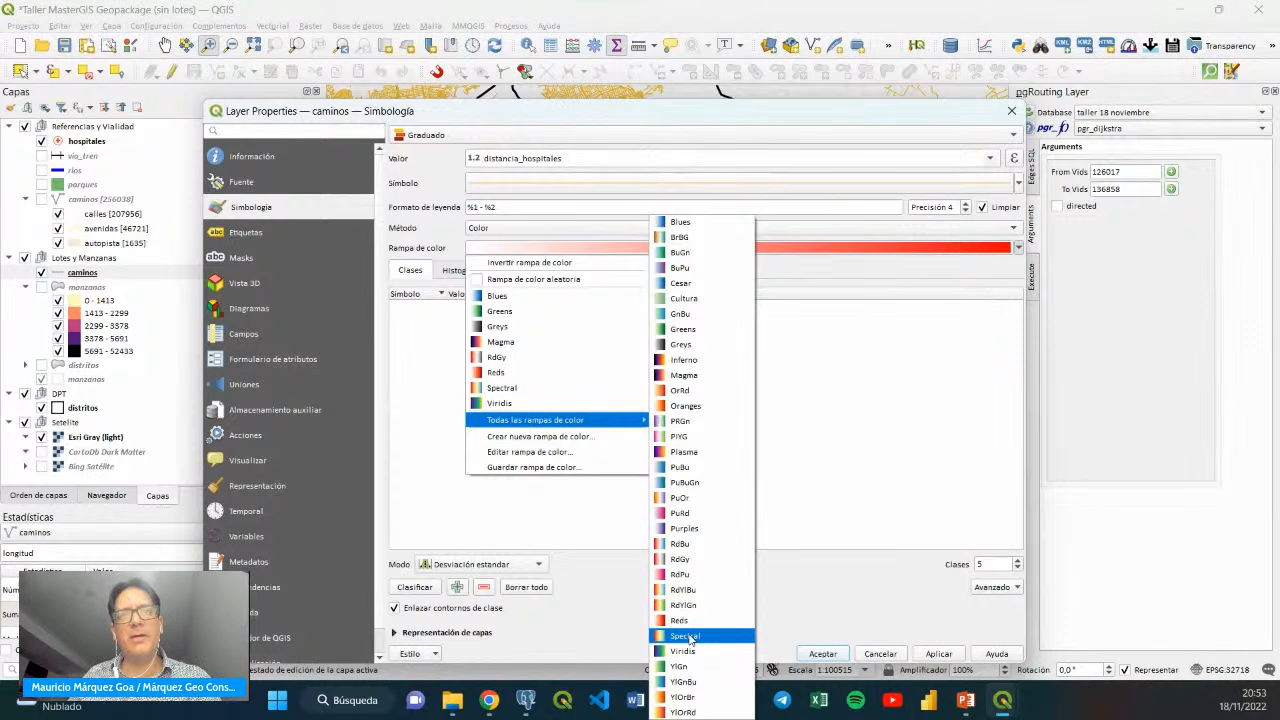 *Taller MasterGIS Geopackage (sin lotes) — QGIS
Proyecto Editar Ver Capa Configuración Complementos Vectorial Ráster Base de datos Web Malla MMQGIS Procesos Ayuda
Transparency
Capas
Referencias y Vialidad
hospitales
via_tren
rios
parques
caminos [256038]
calles [207956]
avenidas [46721]
autopista [1635]
Lotes y Manzanas
caminos
manzanas
0 - 1413
1413 - 2299
2299 - 3378
3378 - 5691
5691 - 52433
distritos
manzanas
DPT
distritos
Setelite
Esri Gray (light)
CartoDb Dark Matter
Bing Satélite
Orden de capas Navegador Capas
Estadísticas
caminos
longitud
Layer Properties — caminos — Simbología
Información
Fuente
Simbología
Etiquetas
Masks
Vista 3D
Diagramas
Campos
Formulario de atributos
Uniones
Almacenamiento auxiliar
Acciones
Visualizar
Representación
Temporal
Variables
Metadatos
Graduado
Valor 1.2 distancia_hospitales
Símbolo
Formato de leyenda %1 - %2 Precisión 4 Limpiar
Método Color
Rampa de color
Clases
Símbolo
Invertir rampa de color
Rampa de color aleatoria
Blues
Greens
Greys
Magma
RdGy
Reds
Spectral
Viridis
Todas las rampas de color
Crear nueva rampa de color...
Editar rampa de color...
Guardar rampa de color...
Blues
BrBG
BuGn
BuPu
Cesar
Cultura
GnBu
Greens
Greys
Inferno
Magma
OrRd
Oranges
PRGn
PiYG
Plasma
PuBu
PuBuGn
PuOr
PuRd
Purples
RdBu
RdGy
RdPu
RdYlBu
RdYlGn
Reds
Spectral
Viridis
YlGn
YlGnBu
YlOrBr
YlOrRd
Modo Desviación estandar Clases 5
Clasificar Borrar todo Avanzado
Enlazar contornos de clase
Representación de capas
Estilo Aceptar Cancelar Aplicar Ayuda
pgRouting Layer
Database taller 18 noviembre
pgr_dijkstra
Edges SQL
Arguments
Execute
Arguments
From Vids 126017
To Vids 136858
directed
1:100515 Amplificador 100% Rotación 0.0° Representar EPSG:32718
Mauricio Márquez Goa / Márquez Geo Cons...
Nublado
Búsqueda
20:53
18/11/2022